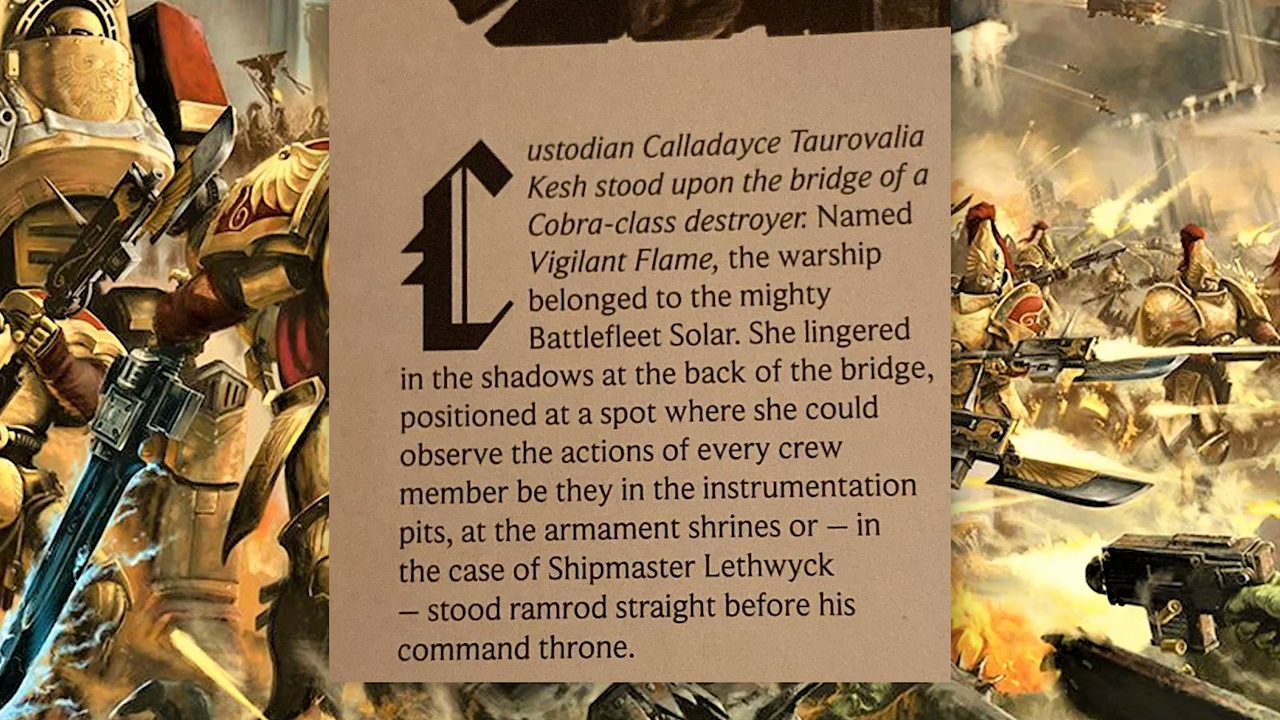 Custodian Calladayce Taurovalia
Kesh stood upon the bridge of a
Cobra-class destroyer. Named
Vigilant Flame, the warship
belonged to the mighty
Battlefleet Solar. She lingered
in the shadows at the back of the bridge,
positioned at a spot where she could
observe the actions of every crew
member be they in the instrumentation
pits, at the armament shrines or – in
the case of Shipmaster Lethwyck
– stood ramrod straight before his
command throne.